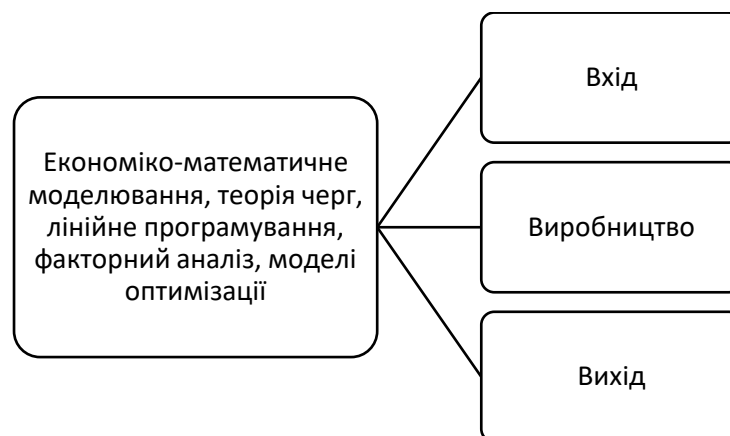 Економіко-математичне
моделювання, теорія черг,
лінійне програмування,
факторний аналіз, моделі
оптимізації
Вхід
Виробництво
Вихід